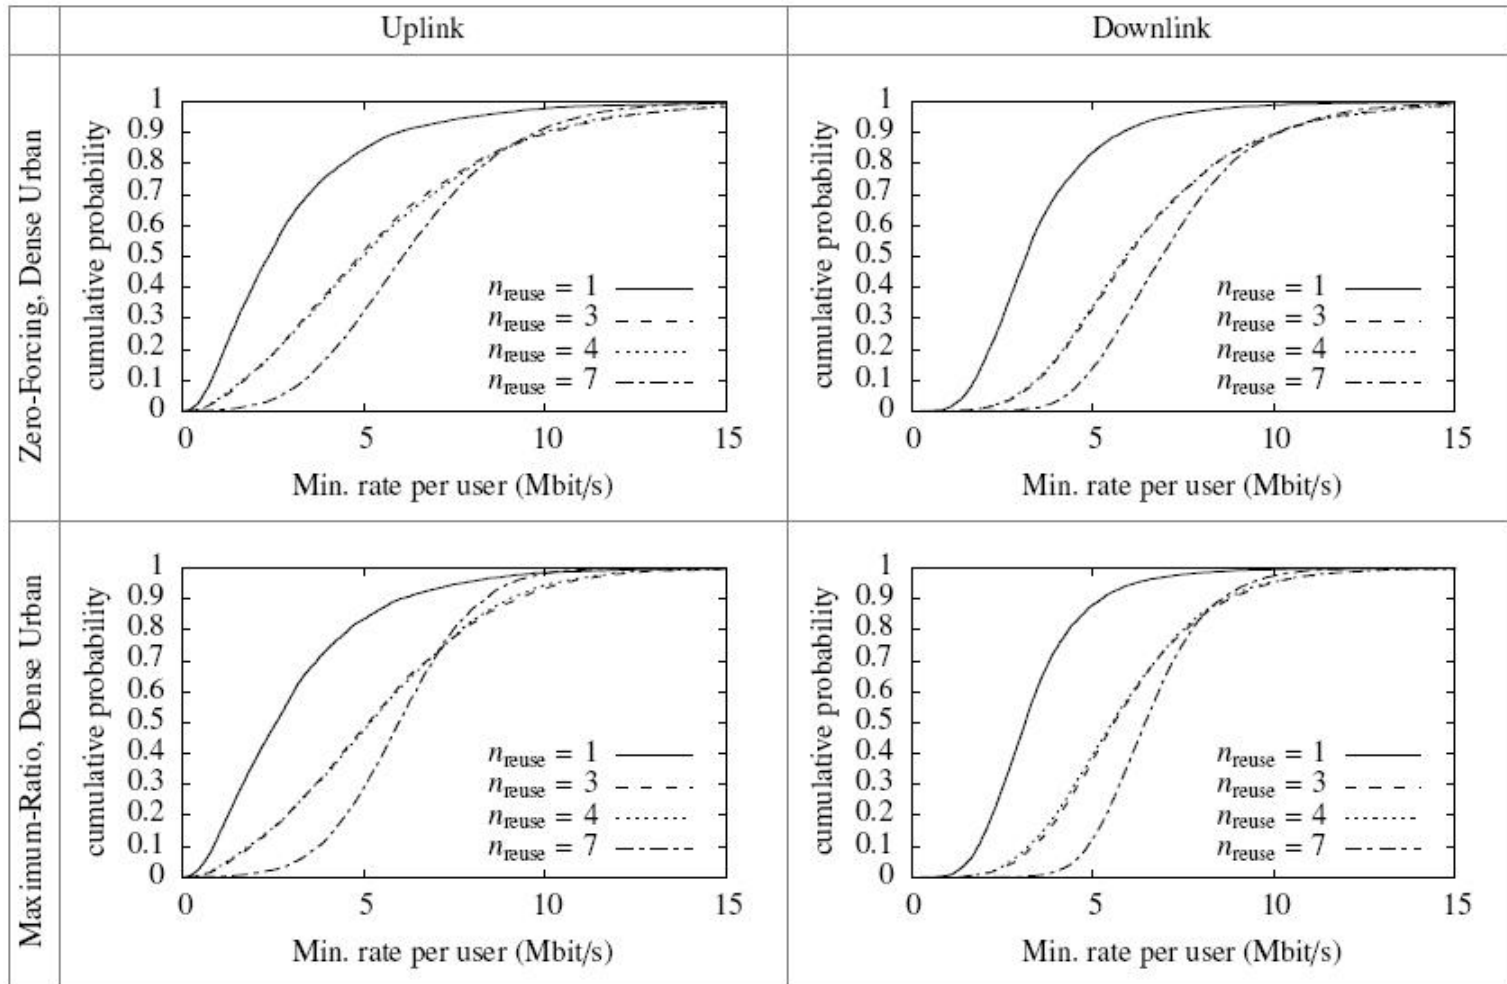 Uplink
Downlink
Zero-Forcing, Dense Urban
cumulative probability
1
0.9
0.8
0.7
0.6
0.5
0.4
0.3
0.2
0.1
0
n_reuse = 1
n_reuse = 3
n_reuse = 4
n_reuse = 7
0 5 10 15
Min. rate per user (Mbit/s)
cumulative probability
1
0.9
0.8
0.7
0.6
0.5
0.4
0.3
0.2
0.1
0
n_reuse = 1
n_reuse = 3
n_reuse = 4
n_reuse = 7
0 5 10 15
Min. rate per user (Mbit/s)
Maximum-Ratio, Dense Urban
cumulative probability
1
0.9
0.8
0.7
0.6
0.5
0.4
0.3
0.2
0.1
0
n_reuse = 1
n_reuse = 3
n_reuse = 4
n_reuse = 7
0 5 10 15
Min. rate per user (Mbit/s)
cumulative probability
1
0.9
0.8
0.7
0.6
0.5
0.4
0.3
0.2
0.1
0
n_reuse = 1
n_reuse = 3
n_reuse = 4
n_reuse = 7
0 5 10 15
Min. rate per user (Mbit/s)